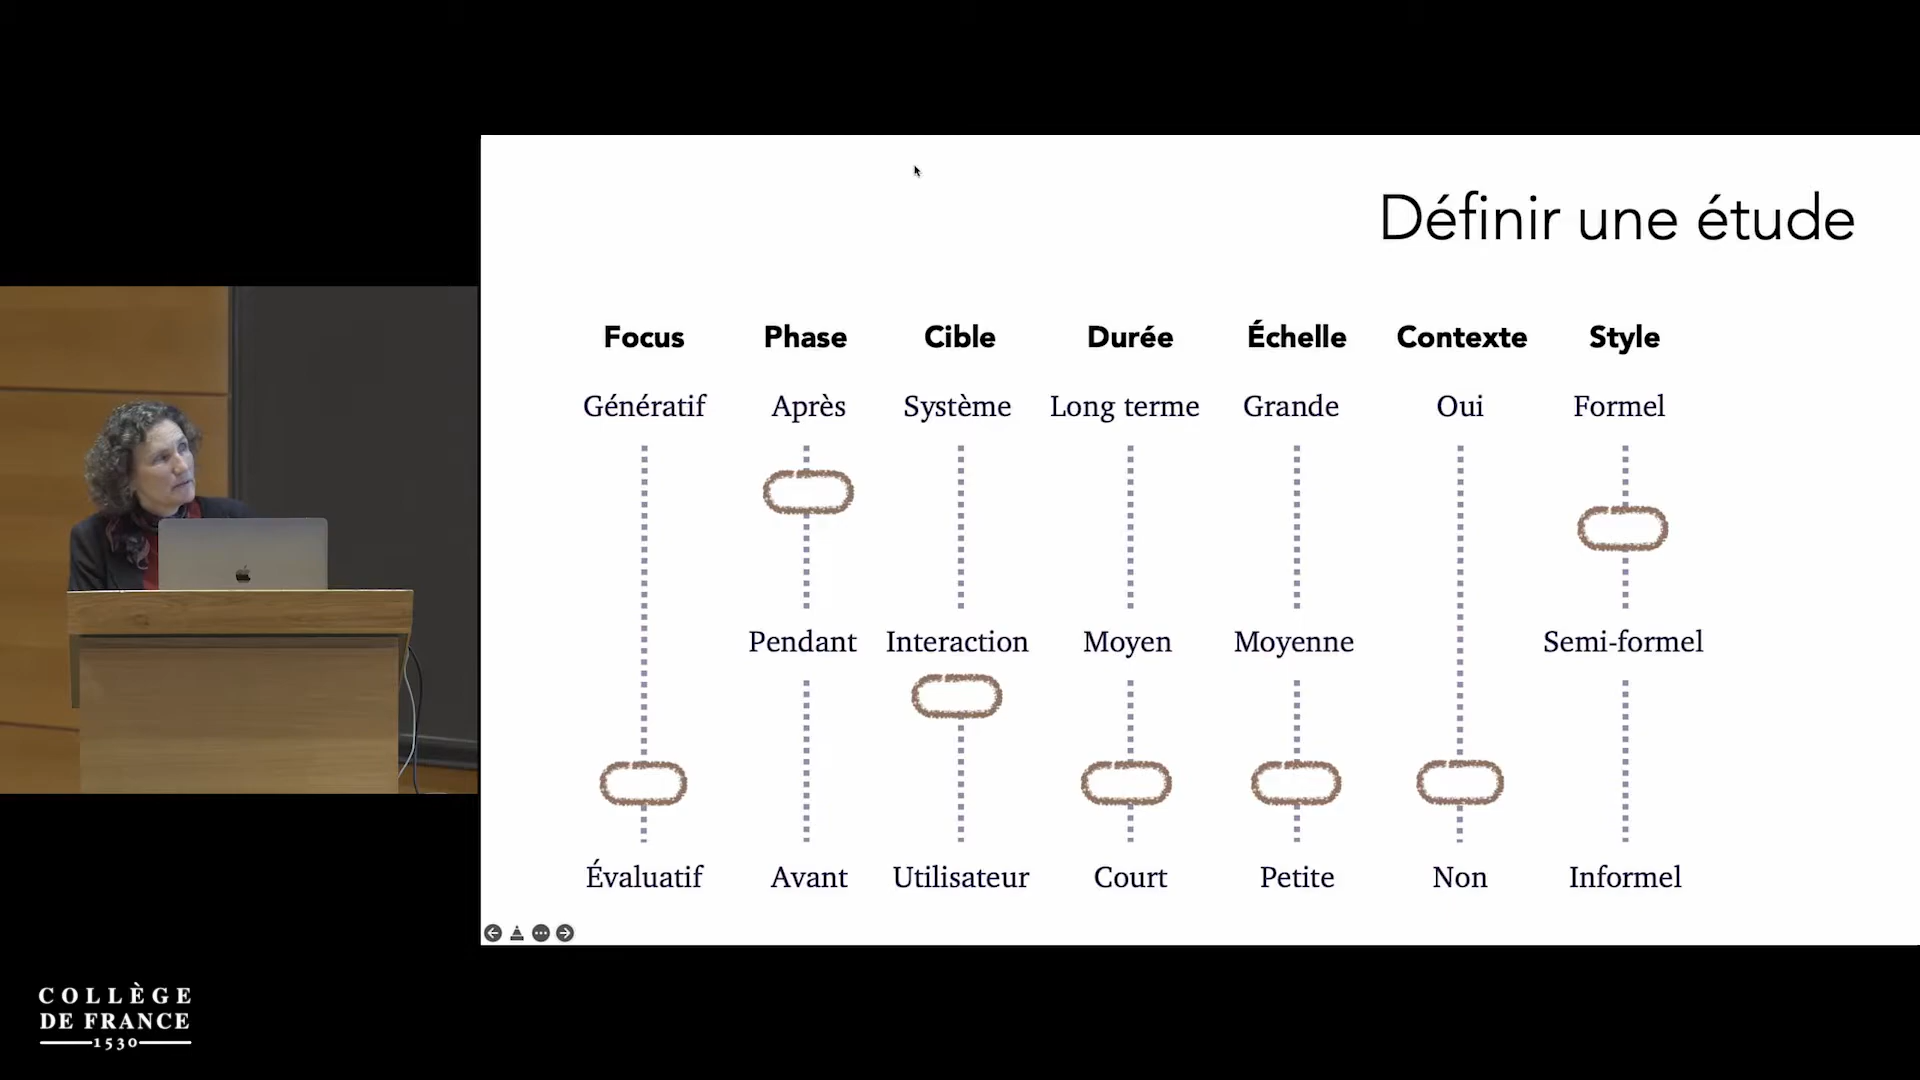 Définir une étude
Focus Phase Cible Durée Échelle Contexte Style
Génératif Après Système Long terme Grande Oui Formel
Pendant Interaction Moyen Moyenne Semi-formel
Évaluatif Avant Utilisateur Court Petite Non Informel
COLLÈGE
DE FRANCE
1530